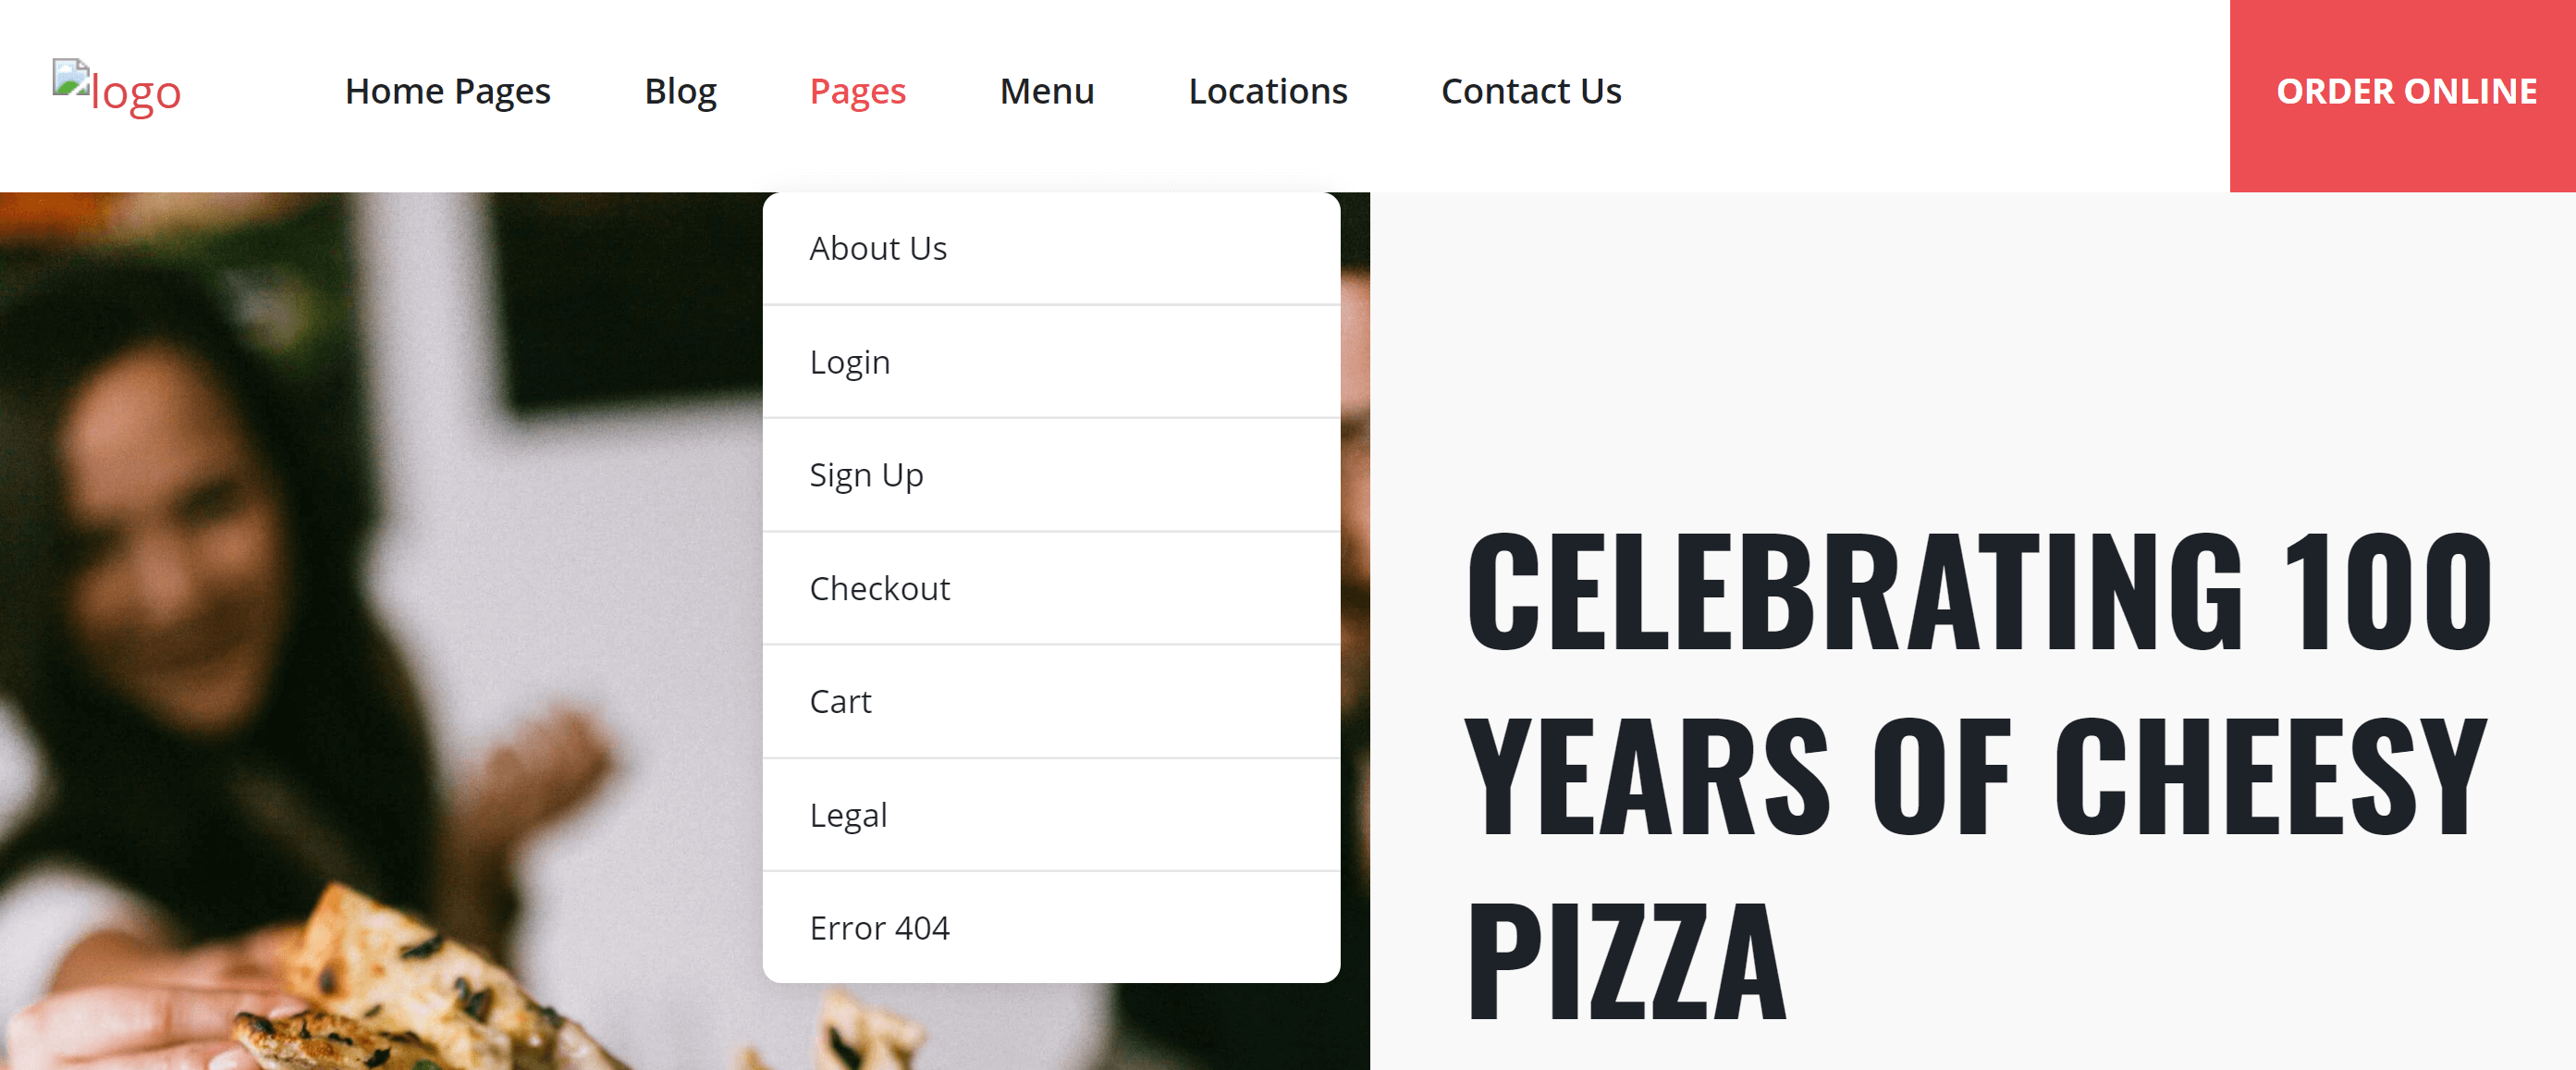 logo
Home Pages
Blog
Pages
Menu
Locations
Contact Us
ORDER ONLINE
About Us
Login
Sign Up
Checkout
Cart
Legal
Error 404
CELEBRATING 100
YEARS OF CHEESY
PIZZA